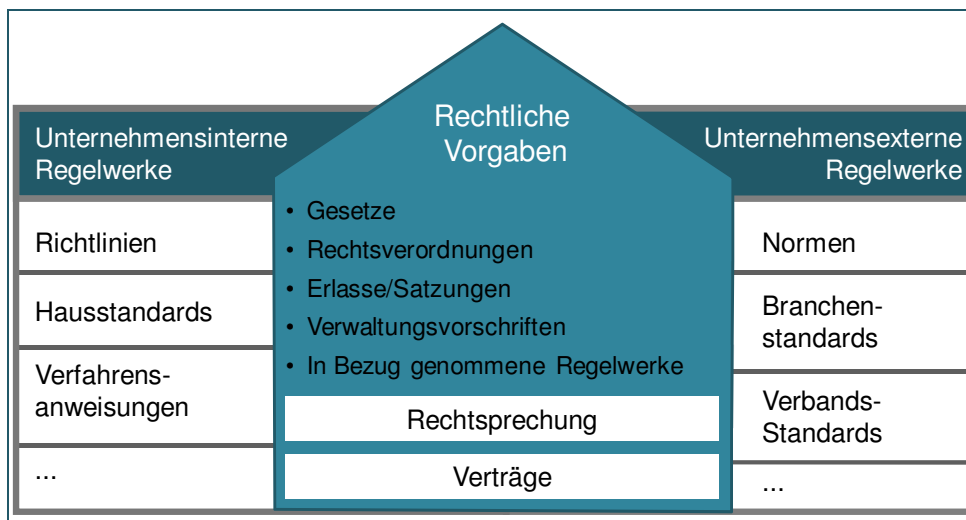 Unternehmensinterne
Regelwerke
Richtlinien
Hausstandards
Verfahrens-
anweisungen
...
Rechtliche
Vorgaben
• Gesetze
• Rechtsverordnungen
• Erlasse/Satzungen
• Verwaltungsvorschriften
• In Bezug genommene Regelwerke
Rechtsprechung
Verträge
Unternehmensexterne
Regelwerke
Normen
Branchen-
standards
Verbands-
Standards
...